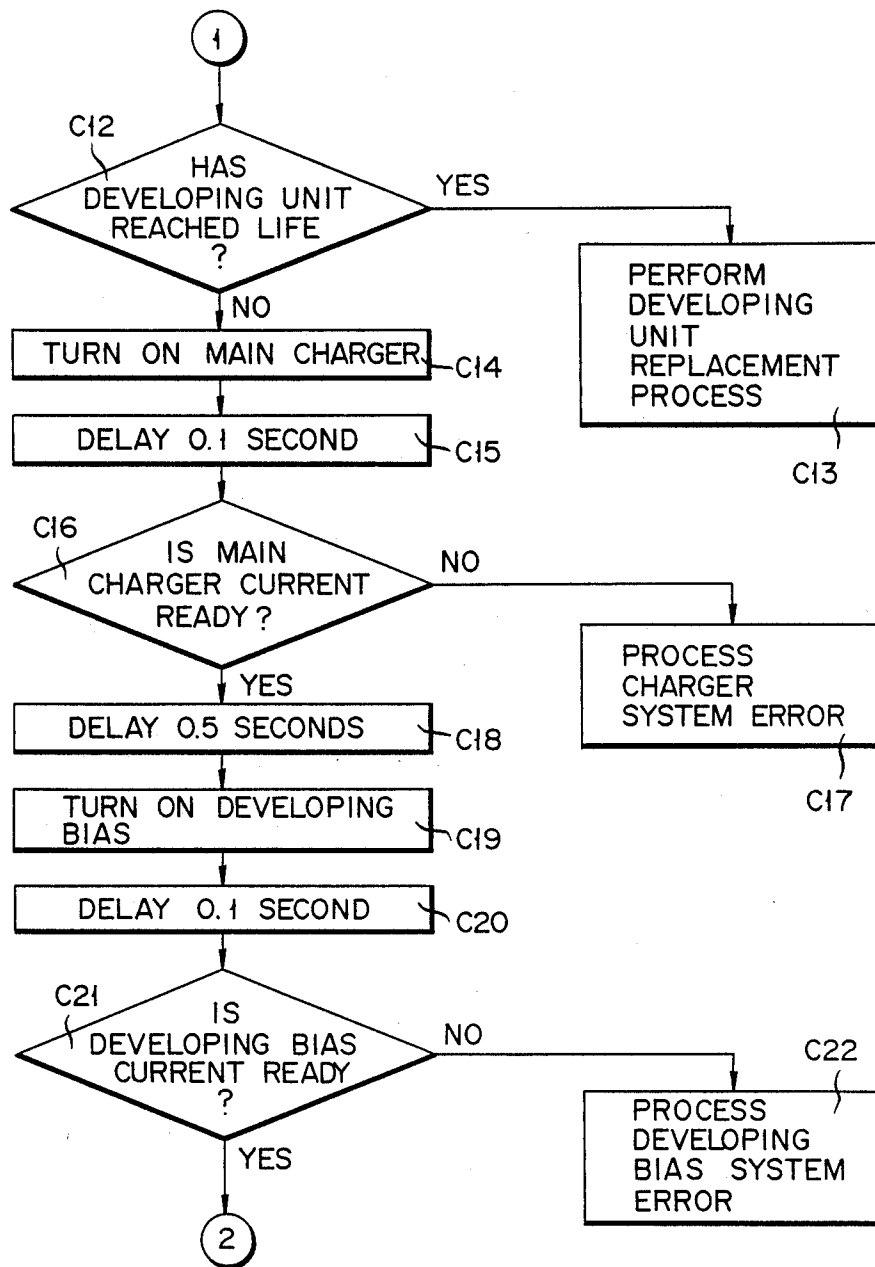 1
C12
HAS
DEVELOPING UNIT
REACHED LIFE
?
YES
PERFORM
DEVELOPING
UNIT
REPLACEMENT
PROCESS
C13
NO
TURN ON MAIN CHARGER
C14
DELAY 0.1 SECOND
C15
C16
IS MAIN
CHARGER CURRENT
READY?
NO
PROCESS
CHARGER
SYSTEM ERROR
C17
YES
DELAY 0.5 SECONDS
C18
TURN ON DEVELOPING
BIAS
C19
DELAY 0.1 SECOND
C20
C21
IS
DEVELOPING BIAS
CURRENT READY
?
NO
C22
PROCESS
DEVELOPING
BIAS SYSTEM
ERROR
YES
2